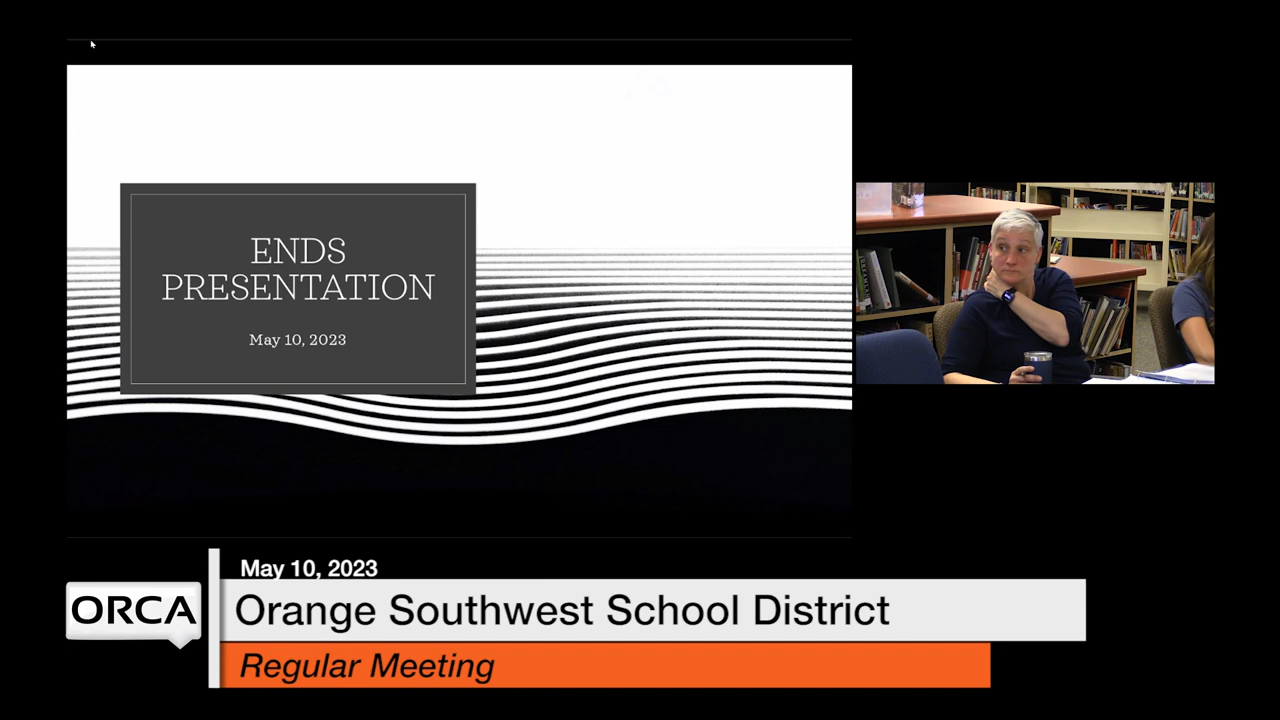 ENDS
PRESENTATION
May 10, 2023
May 10, 2023
ORCA
Orange Southwest School District
Regular Meeting